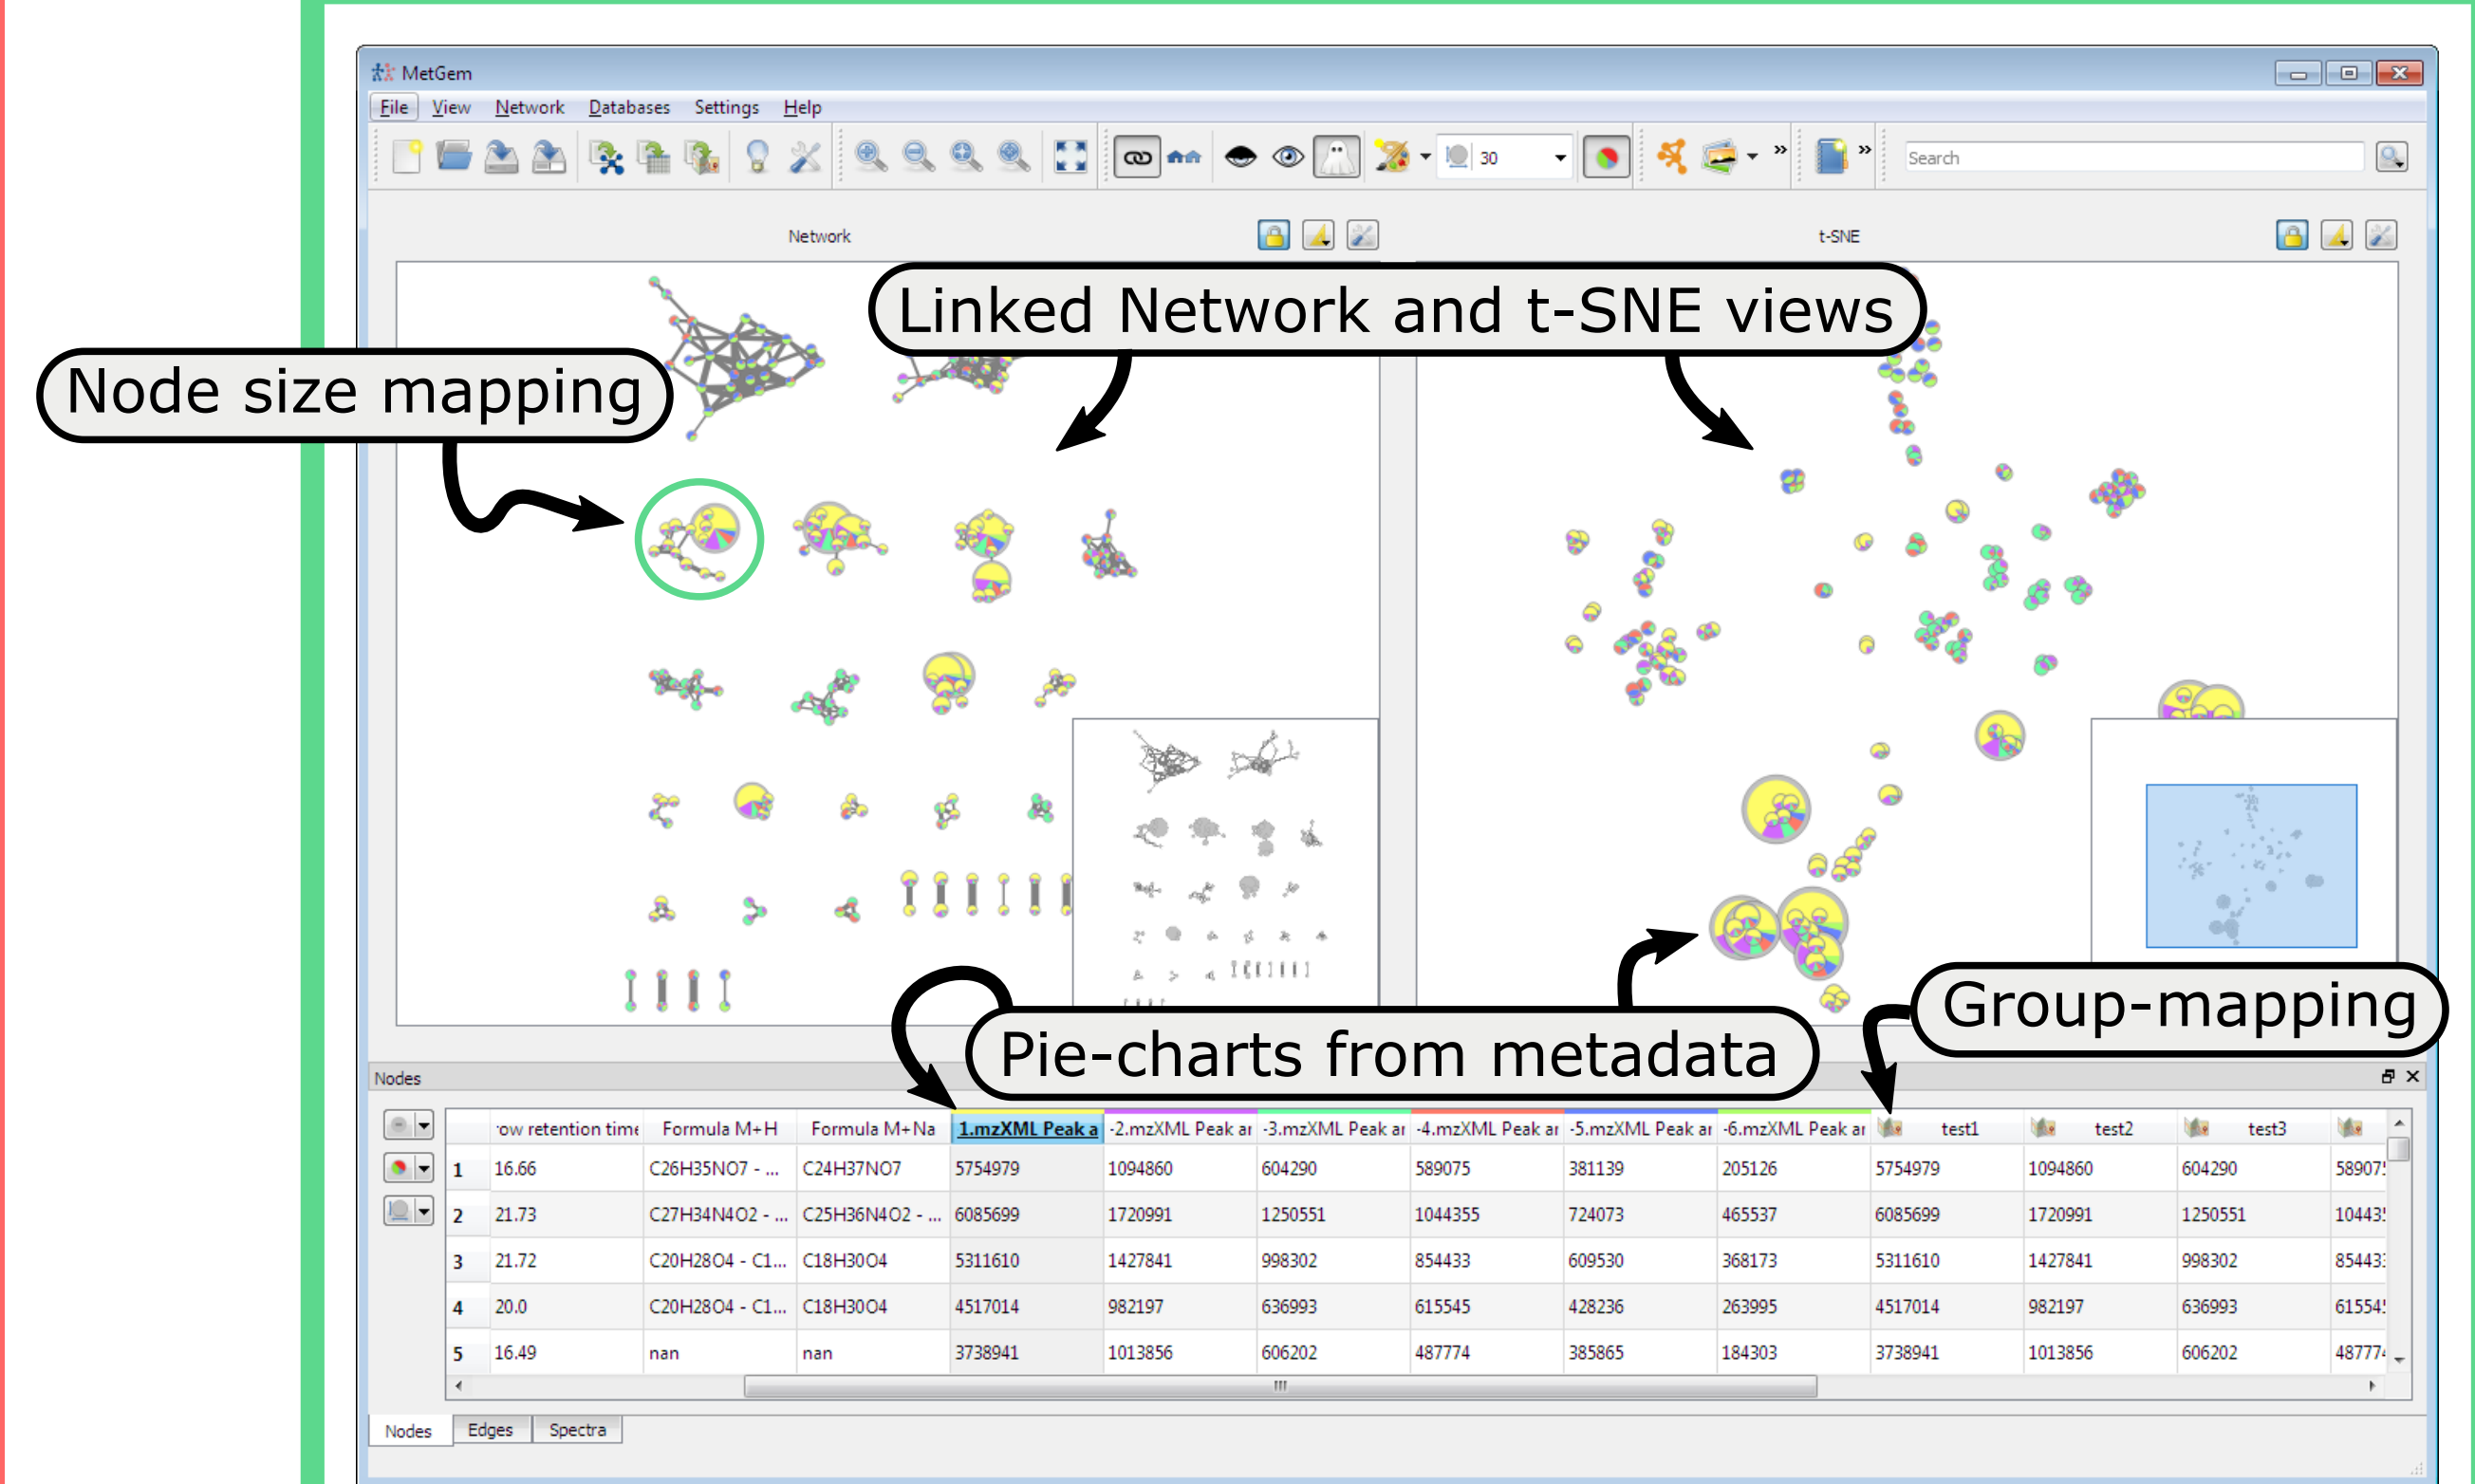 MetGem
File View Network Databases Settings Help
30
»
»
Search
Network
t-SNE
Linked Network and t-SNE views
Node size mapping
Pie-charts from metadata
Group-mapping
Nodes
row retention time Formula M+H Formula M+Na 1.mzXML Peak a -2.mzXML Peak ar -3.mzXML Peak ar -4.mzXML Peak ar -5.mzXML Peak ar -6.mzXML Peak ar test1 test2 test3
1 16.66 C26H35NO7 - ... C24H37NO7 5754979 1094860 604290 589075 381139 205126 5754979 1094860 604290 58907
2 21.73 C27H34N4O2 - ... C25H36N4O2 - ... 6085699 1720991 1250551 1044355 724073 465537 6085699 1720991 1250551 10443
3 21.72 C20H28O4 - C1... C18H30O4 5311610 1427841 998302 854433 609530 368173 5311610 1427841 998302 85443
4 20.0 C20H28O4 - C1... C18H30O4 4517014 982197 636993 615545 428236 263995 4517014 982197 636993 61554
5 16.49 nan nan 3738941 1013856 606202 487774 385865 184303 3738941 1013856 606202 48777
Nodes Edges Spectra